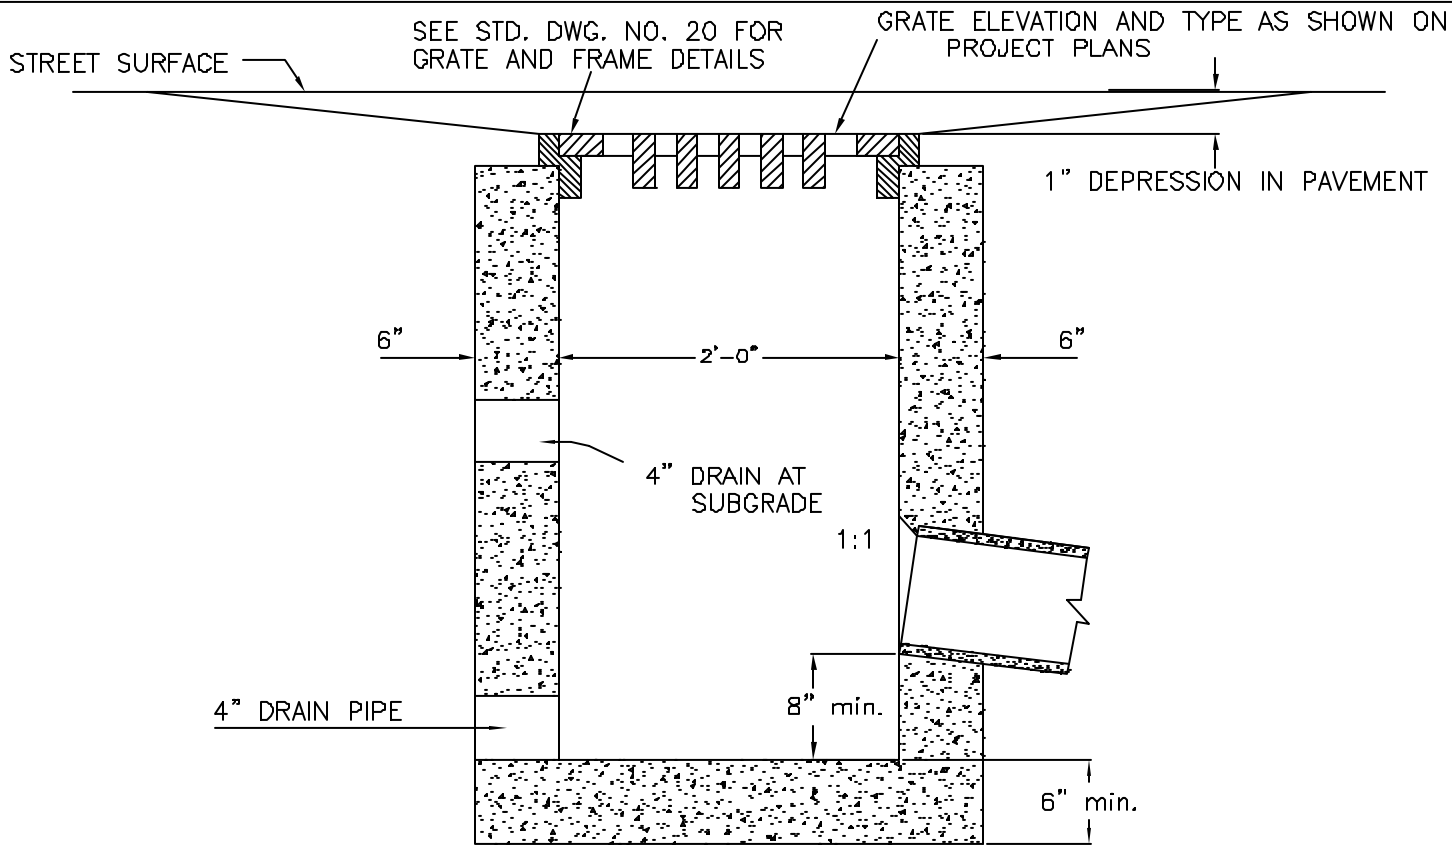 SEE STD. DWG. NO. 20 FOR
GRATE AND FRAME DETAILS
GRATE ELEVATION AND TYPE AS SHOWN ON
PROJECT PLANS
STREET SURFACE
1" DEPRESSION IN PAVEMENT
6"
2'-0"
6"
4" DRAIN AT
SUBGRADE
1:1
4" DRAIN PIPE
8" min.
6" min.